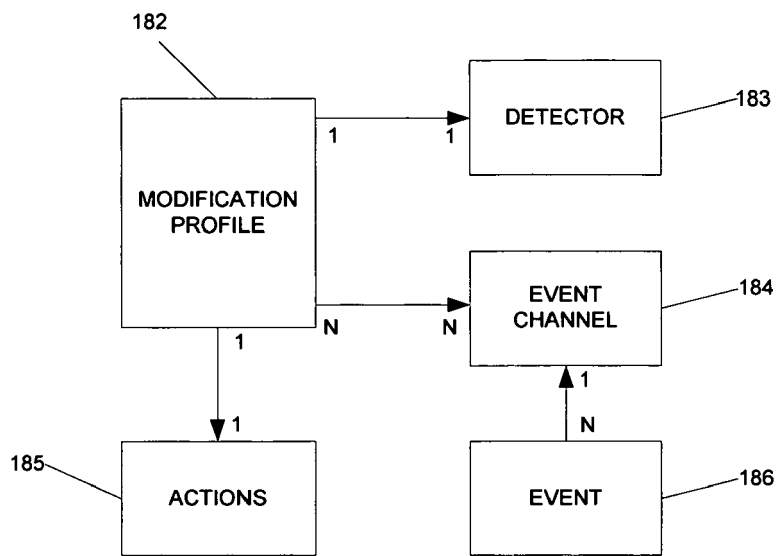 182
DETECTOR
183
1
1
MODIFICATION
PROFILE
EVENT
CHANNEL
184
N
N
1
1
1
N
185
ACTIONS
EVENT
186